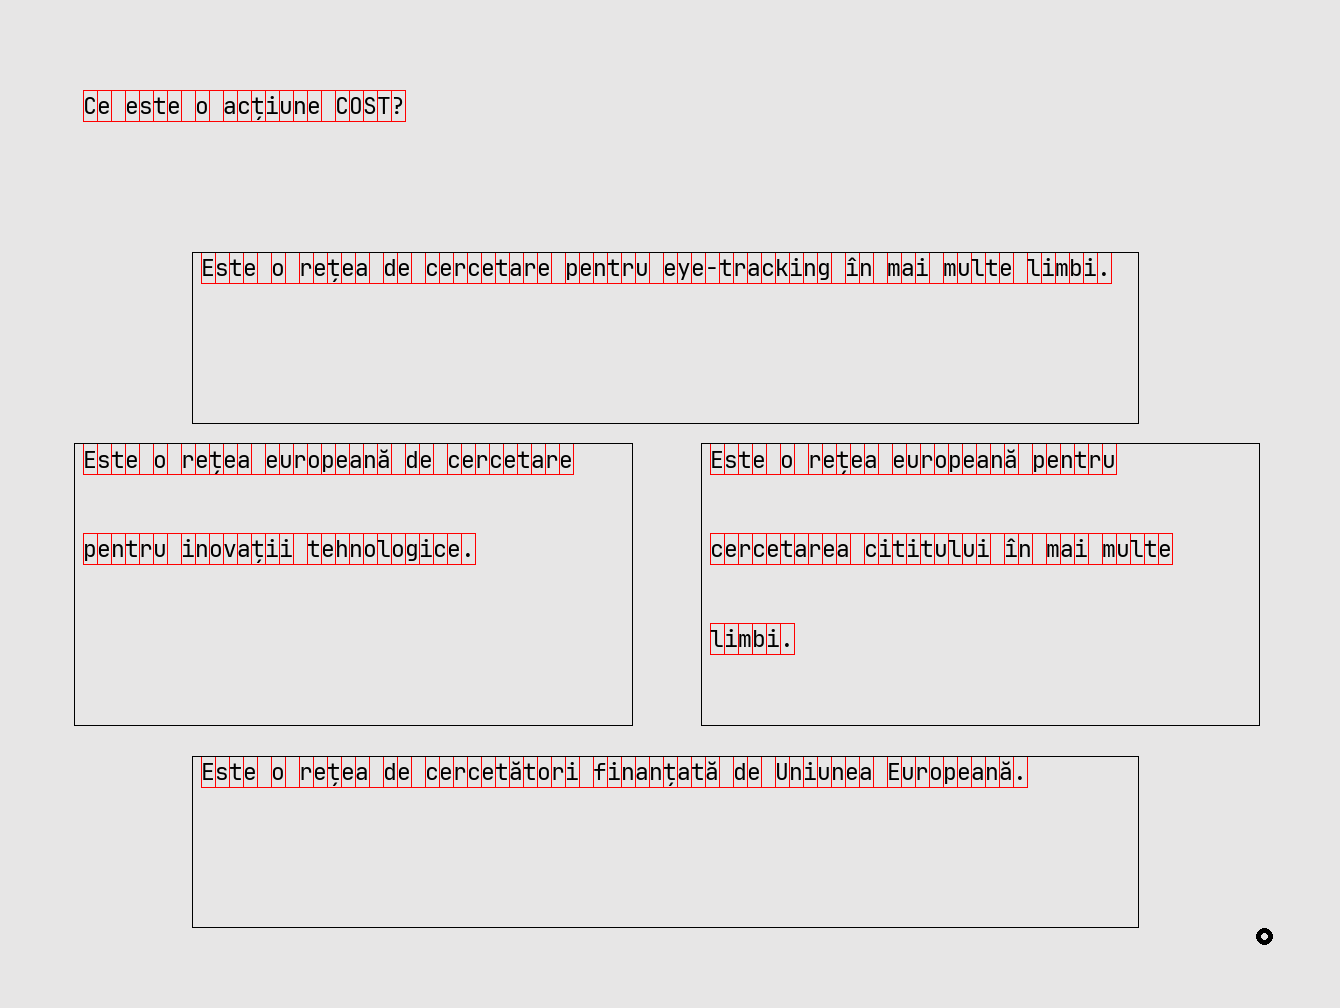 Ce este o acțiune COST?
Este o rețea de cercetare pentru eye-tracking în mai multe limbi.
Este o rețea europeană de cercetare
pentru inovații tehnologice.
Este o rețea europeană pentru
cercetarea cititului în mai multe
limbi.
Este o rețea de cercetători finanțată de Uniunea Europeană.